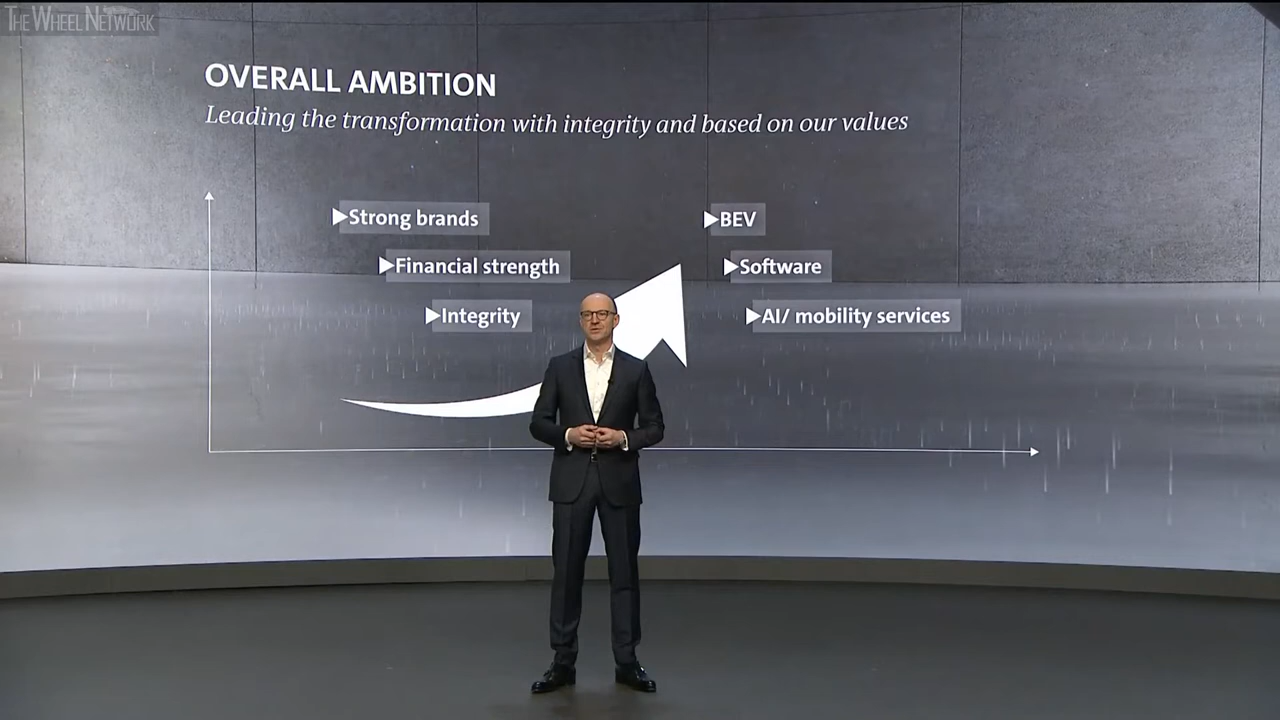 THE WHEEL NETWORK
OVERALL AMBITION
Leading the transformation with integrity and based on our values
Strong brands
Financial strength
Integrity
BEV
Software
AI/ mobility services